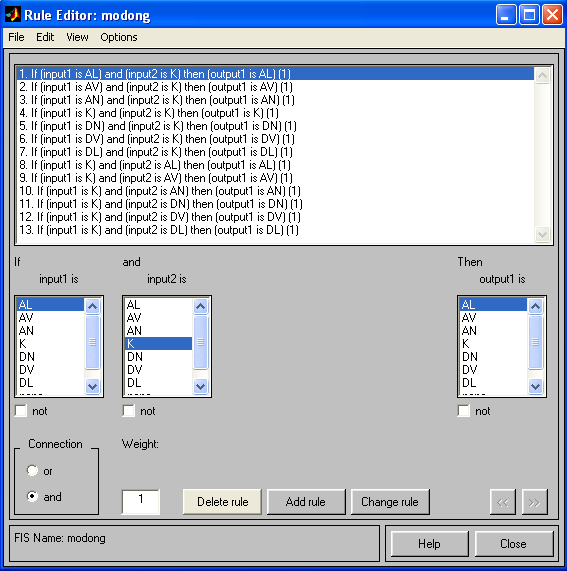 Rule Editor: modong
File Edit View Options
1. If (input1 is AL) and (input2 is K) then (output1 is AL) (1)
2. If (input1 is AV) and (input2 is K) then (output1 is AV) (1)
3. If (input1 is AN) and (input2 is K) then (output1 is AN) (1)
4. If (input1 is K) and (input2 is K) then (output1 is K) (1)
5. If (input1 is DN) and (input2 is K) then (output1 is DN) (1)
6. If (input1 is DV) and (input2 is K) then (output1 is DV) (1)
7. If (input1 is DL) and (input2 is K) then (output1 is DL) (1)
8. If (input1 is K) and (input2 is AL) then (output1 is AL) (1)
9. If (input1 is K) and (input2 is AV) then (output1 is AV) (1)
10. If (input1 is K) and (input2 is AN) then (output1 is AN) (1)
11. If (input1 is K) and (input2 is DN) then (output1 is DN) (1)
12. If (input1 is K) and (input2 is DV) then (output1 is DV) (1)
13. If (input1 is K) and (input2 is DL) then (output1 is DL) (1)
If and Then
input1 is input2 is output1 is
AL AL AL
AV AV AV
AN AN AN
K K K
DN DN DN
DV DV DV
DL DL DL
not not not
Connection Weight:
or
and 1 Delete rule Add rule Change rule << >>
FIS Name: modong Help Close